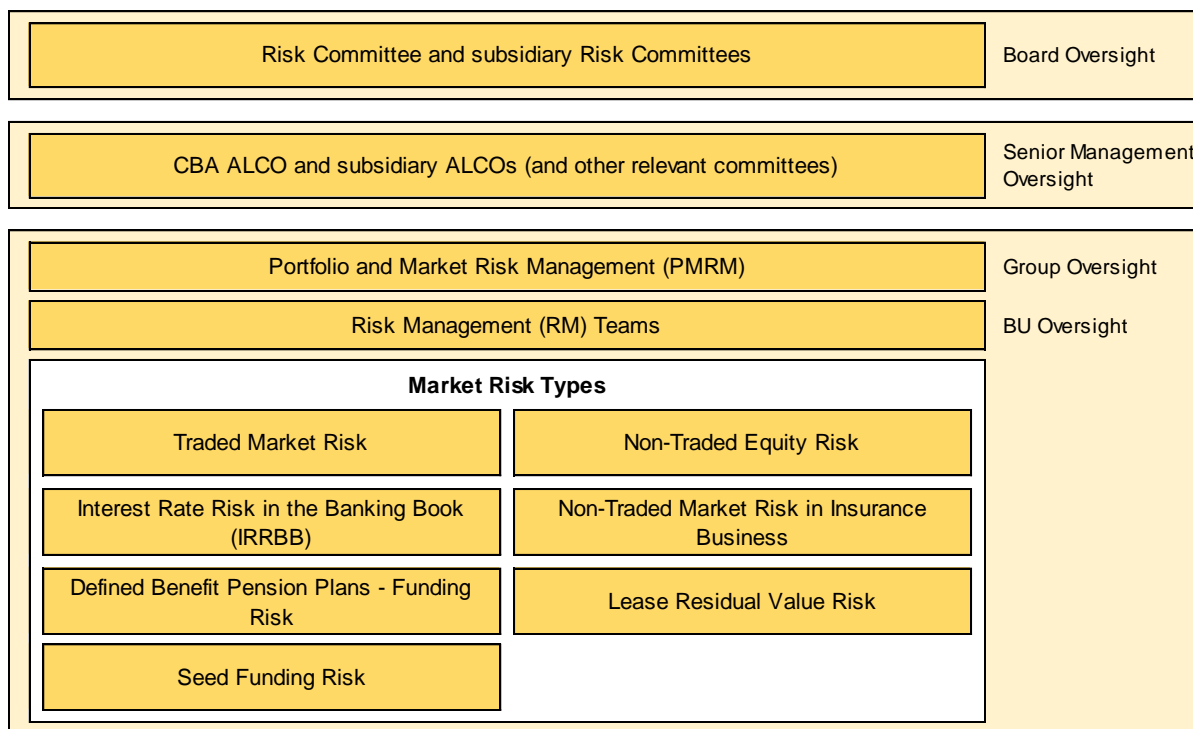 Risk Committee and subsidiary Risk Committees
Board Oversight
CBA ALCO and subsidiary ALCOs (and other relevant committees)
Senior Management
Oversight
Portfolio and Market Risk Management (PMRM)
Group Oversight
Risk Management (RM) Teams
BU Oversight
Market Risk Types
Traded Market Risk
Non-Traded Equity Risk
Interest Rate Risk in the Banking Book
(IRRBB)
Non-Traded Market Risk in Insurance
Business
Defined Benefit Pension Plans - Funding
Risk
Lease Residual Value Risk
Seed Funding Risk